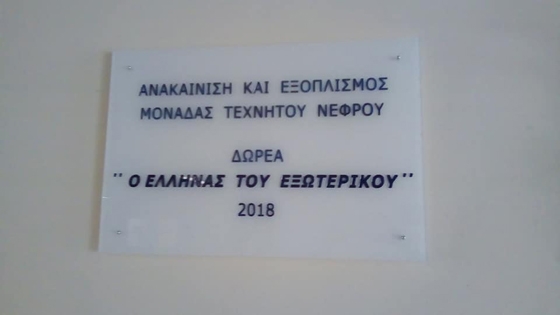 ΑΝΑΚΑΙΝΙΣΗ ΚΑΙ ΕΞΟΠΛΙΣΜΟΣ
ΜΟΝΑΔΑΣ ΤΕΧΝΗΤΟΥ ΝΕΦΡΟΥ
ΔΩΡΕΑ
'' Ο ΕΛΛΗΝΑΣ ΤΟΥ ΕΞΩΤΕΡΙΚΟΥ ''
2018